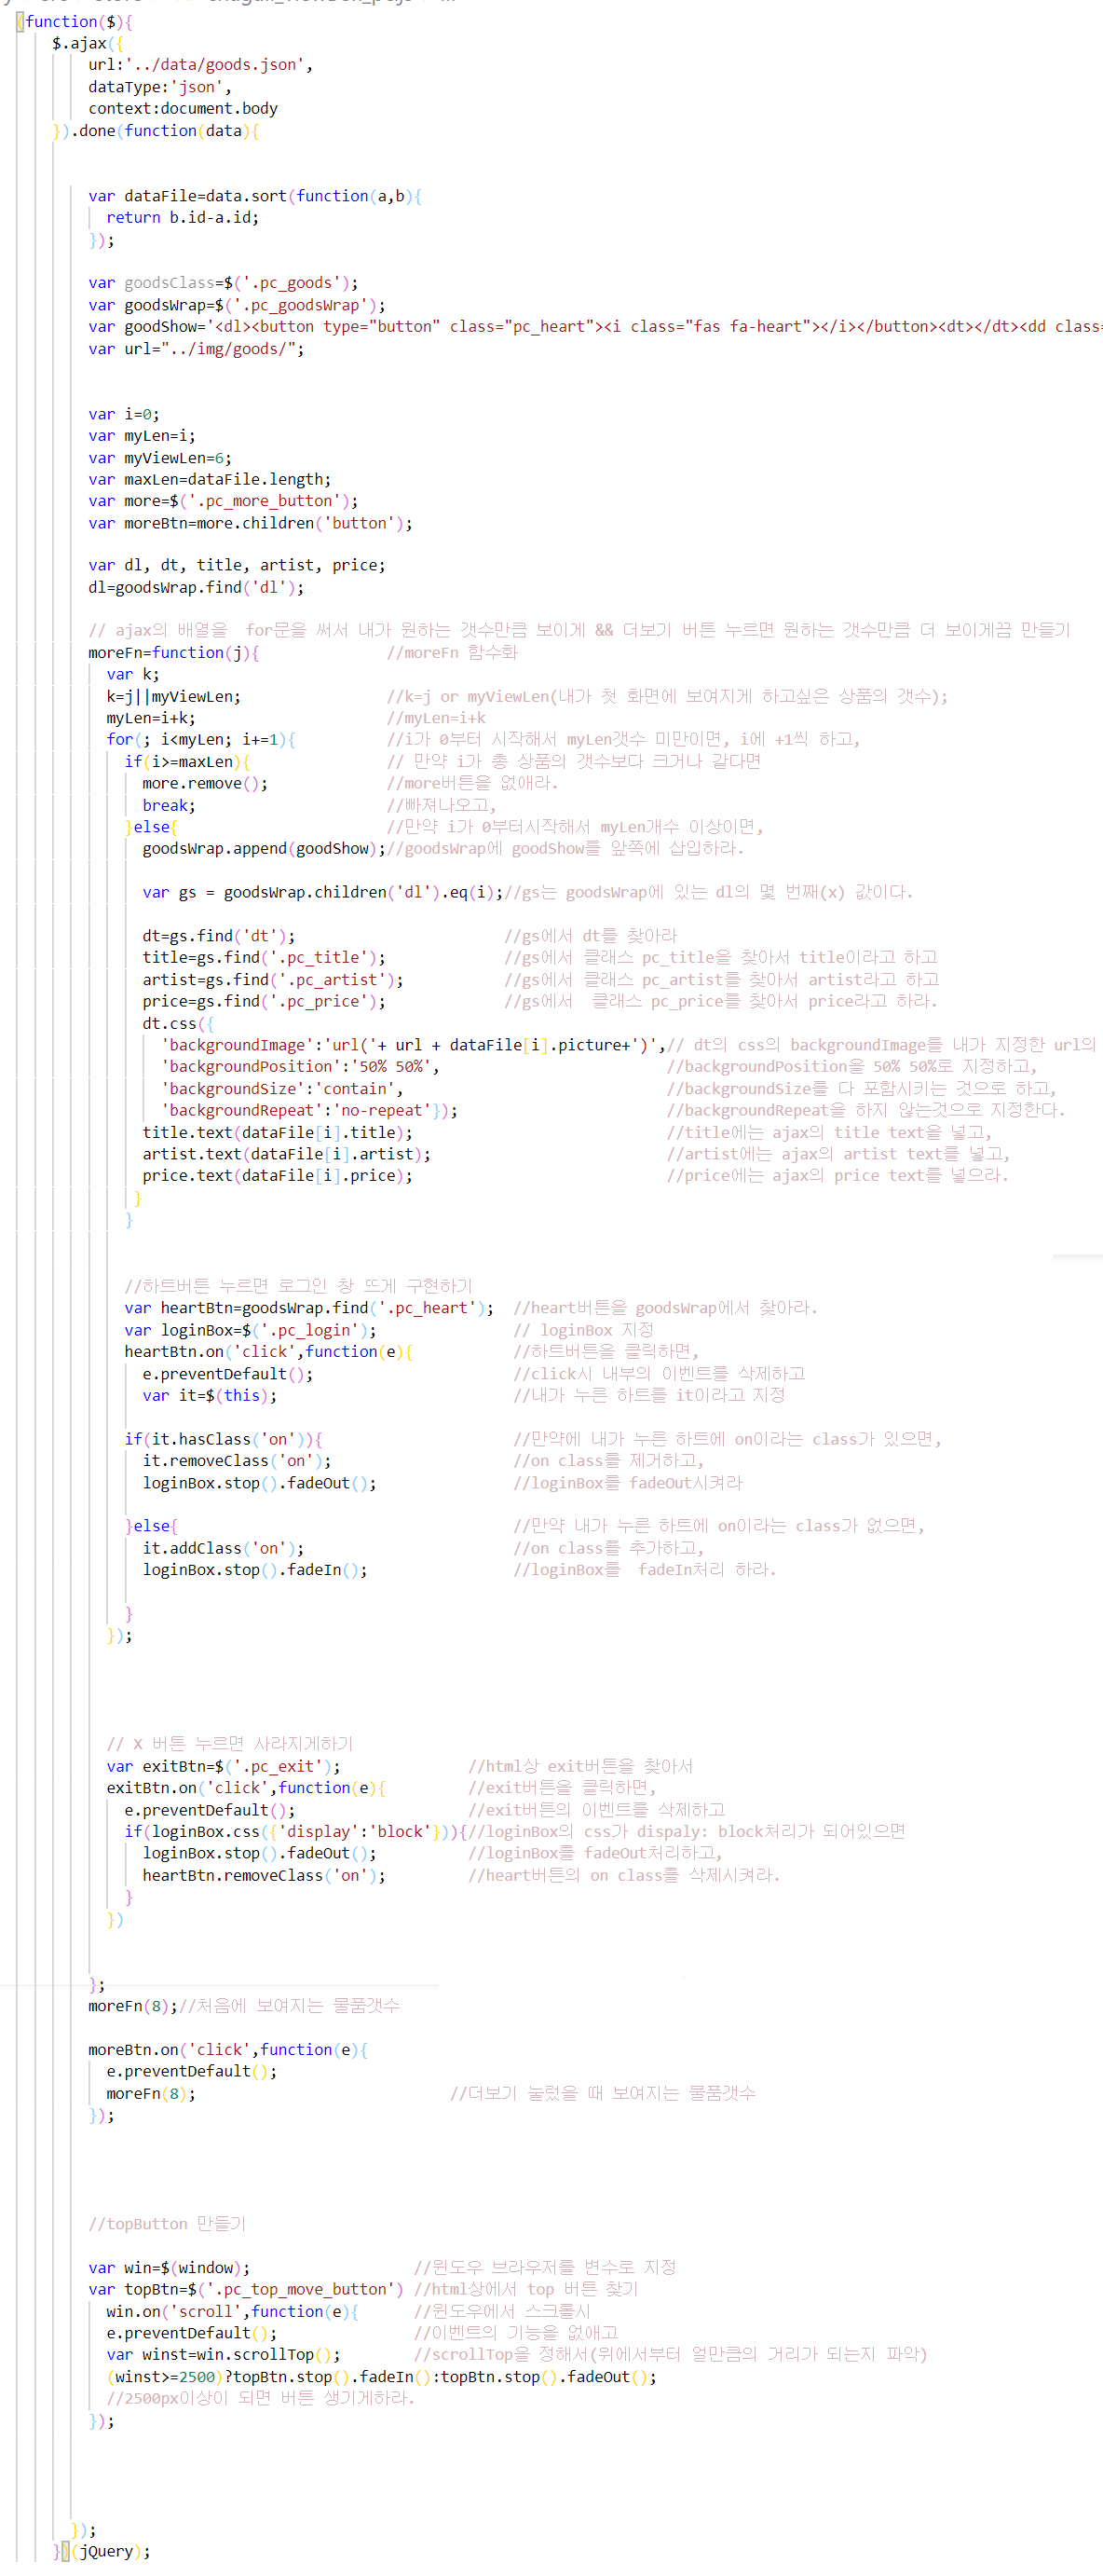 (function($){
$.ajax({
url:'../data/goods.json',
dataType:'json',
context:document.body
}).done(function(data){
var dataFile=data.sort(function(a,b){
return b.id-a.id;
});
var goodsClass=$('.pc_goods');
var goodsWrap=$('.pc_goodsWrap');
var goodShow='<dl><button type="button" class="pc_heart"><i class="fas fa-heart"></i></button><dt></dt><dd class=
var url="../img/goods/";
var i=0;
var myLen=i;
var myViewLen=6;
var maxLen=dataFile.length;
var more=$('.pc_more_button');
var moreBtn=more.children('button');
var dl, dt, title, artist, price;
dl=goodsWrap.find('dl');
// ajax의 배열을  for문을 써서 내가 원하는 갯수만큼 보이게 && 더보기 버튼 누르면 원하는 갯수만큼 더 보이게끔 만들기
moreFn=function(j){ //moreFn 함수화
var k;
k=j||myViewLen; //k=j or myViewLen(내가 첫 화면에 보여지게 하고싶은 상품의 갯수);
myLen=i+k; //myLen=i+k
for(; i<myLen; i+=1){ //i가 0부터 시작해서 myLen갯수 미만이면, i에 +1씩 하고,
if(i>=maxLen){ // 만약 i가 총 상품의 갯수보다 크거나 같다면
more.remove(); //more버튼을 없애라.
break; //빠져나오고,
}else{ //만약 i가 0부터시작해서 myLen개수 이상이면,
goodsWrap.append(goodShow);//goodsWrap에 goodShow를 앞쪽에 삽입하라.
var gs = goodsWrap.children('dl').eq(i);//gs는 goodsWrap에 있는 dl의 몇 번째(x) 값이다.
dt=gs.find('dt'); //gs에서 dt를 찾아라
title=gs.find('.pc_title'); //gs에서 클래스 pc_title을 찾아서 title이라고 하고
artist=gs.find('.pc_artist'); //gs에서 클래스 pc_artist를 찾아서 artist라고 하고
price=gs.find('.pc_price'); //gs에서  클래스 pc_price를 찾아서 price라고 하라.
dt.css({
'backgroundImage':'url('+ url + dataFile[i].picture+')',// dt의 css의 backgroundImage를 내가 지정한 url의
'backgroundPosition':'50% 50%', //backgroundPosition을 50% 50%로 지정하고,
'backgroundSize':'contain', //backgroundSize를 다 포함시키는 것으로 하고,
'backgroundRepeat':'no-repeat'}); //backgroundRepeat을 하지 않는것으로 지정한다.
title.text(dataFile[i].title); //title에는 ajax의 title text을 넣고,
artist.text(dataFile[i].artist); //artist에는 ajax의 artist text를 넣고,
price.text(dataFile[i].price); //price에는 ajax의 price text를 넣으라.
}
}
//하트버튼 누르면 로그인 창 뜨게 구현하기
var heartBtn=goodsWrap.find('.pc_heart'); //heart버튼을 goodsWrap에서 찾아라.
var loginBox=$('.pc_login'); // loginBox 지정
heartBtn.on('click',function(e){ //하트버튼을 클릭하면,
e.preventDefault(); //click시 내부의 이벤트를 삭제하고
var it=$(this); //내가 누른 하트를 it이라고 지정
if(it.hasClass('on')){ //만약에 내가 누른 하트에 on이라는 class가 있으면,
it.removeClass('on'); //on class를 제거하고,
loginBox.stop().fadeOut(); //loginBox를 fadeOut시켜라
}else{ //만약 내가 누른 하트에 on이라는 class가 없으면,
it.addClass('on'); //on class를 추가하고,
loginBox.stop().fadeIn(); //loginBox를  fadeIn처리 하라.
}
});
// X 버튼 누르면 사라지게하기
var exitBtn=$('.pc_exit'); //html상 exit버튼을 찾아서
exitBtn.on('click',function(e){ //exit버튼을 클릭하면,
e.preventDefault(); //exit버튼의 이벤트를 삭제하고
if(loginBox.css({'display':'block'})){//loginBox의 css가 dispaly: block처리가 되어있으면
loginBox.stop().fadeOut(); //loginBox를 fadeOut처리하고,
heartBtn.removeClass('on'); //heart버튼의 on class를 삭제시켜라.
}
})
};
moreFn(8);//처음에 보여지는 물품갯수
moreBtn.on('click',function(e){
e.preventDefault();
moreFn(8); //더보기 눌렀을 때 보여지는 물품갯수
});
//topButton 만들기
var win=$(window); //윈도우 브라우저를 변수로 지정
var topBtn=$('.pc_top_move_button') //html상에서 top 버튼 찾기
win.on('scroll',function(e){ //윈도우에서 스크롤시
e.preventDefault(); //이벤트의 기능을 없애고
var winst=win.scrollTop(); //scrollTop을 정해서(위에서부터 얼만큼의 거리가 되는지 파악)
(winst>=2500)?topBtn.stop().fadeIn():topBtn.stop().fadeOut();
//2500px이상이 되면 버튼 생기게하라.
});
});
})(jQuery);